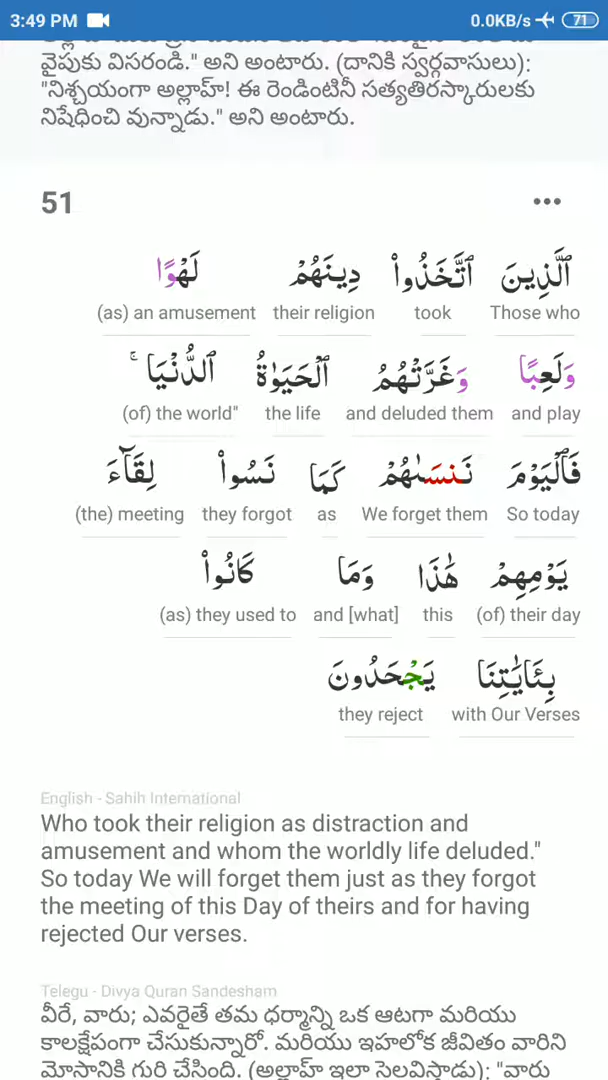 3:49 PM 0.0KB/s 71
వైపుకు విసరండి." అని అంటారు. (దానికి స్వర్గవాసులు):
"నిశ్చయంగా అల్లాహ్! ఈ రెండింటినీ సత్యతిరస్కారులకు
నిషేధించి వున్నాడు." అని అంటారు.
51
ٱلَّذِينَ ٱتَّخَذُوا۟ دِينَهُمْ لَهْوًا
(as) an amusement their religion took Those who
وَلَعِبًا وَغَرَّتْهُمُ ٱلْحَيَوٰةُ ٱلدُّنْيَا ۚ
(of) the world" the life and deluded them and play
فَٱلْيَوْمَ نَنسَىٰهُمْ كَمَا نَسُوا۟ لِقَآءَ
(the) meeting they forgot as We forget them So today
يَوْمِهِمْ هَٰذَا وَمَا كَانُوا۟
(as) they used to and [what] this (of) their day
بِـَٔايَٰتِنَا يَجْحَدُونَ
they reject with Our Verses
English - Sahih International
Who took their religion as distraction and
amusement and whom the worldly life deluded."
So today We will forget them just as they forgot
the meeting of this Day of theirs and for having
rejected Our verses.
Telegu - Divya Quran Sandesham
వీరే, వారు; ఎవరైతే తమ ధర్మాన్ని ఒక ఆటగా మరియు
కాలక్షేపంగా చేసుకున్నారో. మరియు ఇహలోక జీవితం వారిని
మోసానికి గురి చేసింది. (అల్లాహ్ ఇలా సెలవిస్తాడు): "వారు